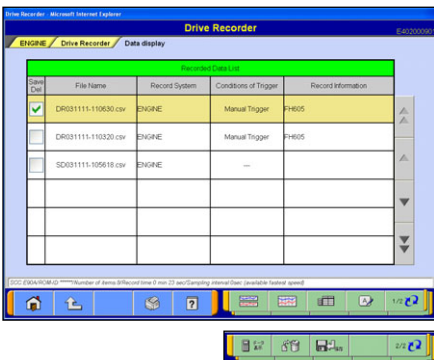 Drive Recorder - Microsoft Internet Explorer
Drive Recorder
E40200901
ENGINE / Drive Recorder / Data display
Recorded Data List
Save Del File Name Record System Conditions of Trigger Record Information
DR031111-110630.csv ENGINE Manual Trigger FH605
DR031111-110320.csv ENGINE Manual Trigger FH605
SD031111-105618.csv ENGINE ---
Number of items:9/Record time 0 min 23 sec/Sampling interval 0sec (available fastest speed)
?
1/2
2/2